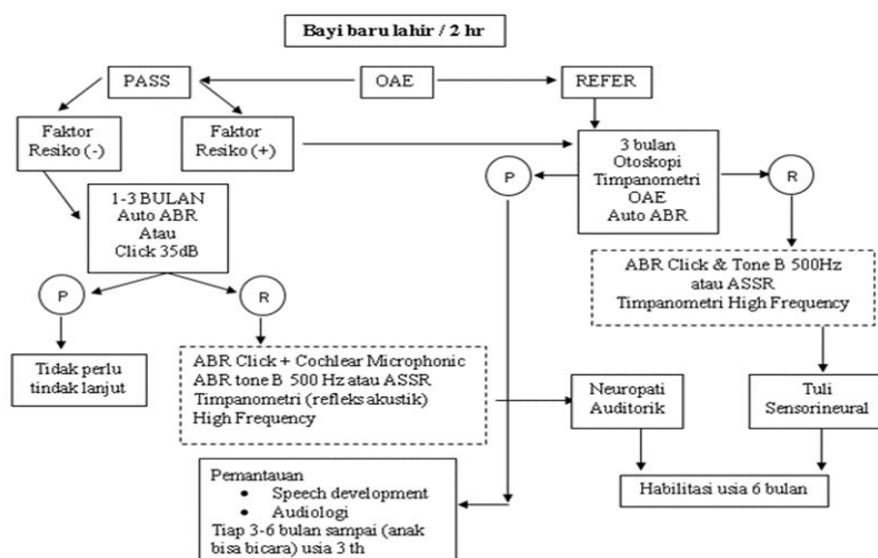 Bayi baru lahir / 2 hr
PASS
OAE
REFER
Faktor
Resiko (-)
Faktor
Resiko (+)
3 bulan
Otoskopi
Timpanometri
OAE
Auto ABR
P
R
1-3 BULAN
Auto ABR
Atau
Click 35dB
ABR Click & Tone B 500Hz
atau ASSR
Timpanometri High Frequency
P
R
Tidak perlu
tindak lanjut
ABR Click + Cochlear Microphonic
ABR tone B 500 Hz atau ASSR
Timpanometri (refleks akustik)
High Frequency
Neuropati
Auditorik
Tuli
Sensorineural
Pemantauan
• Speech development
• Audiologi
Tiap 3-6 bulan sampai (anak
bisa bicara) usia 3 th
Habilitasi usia 6 bulan